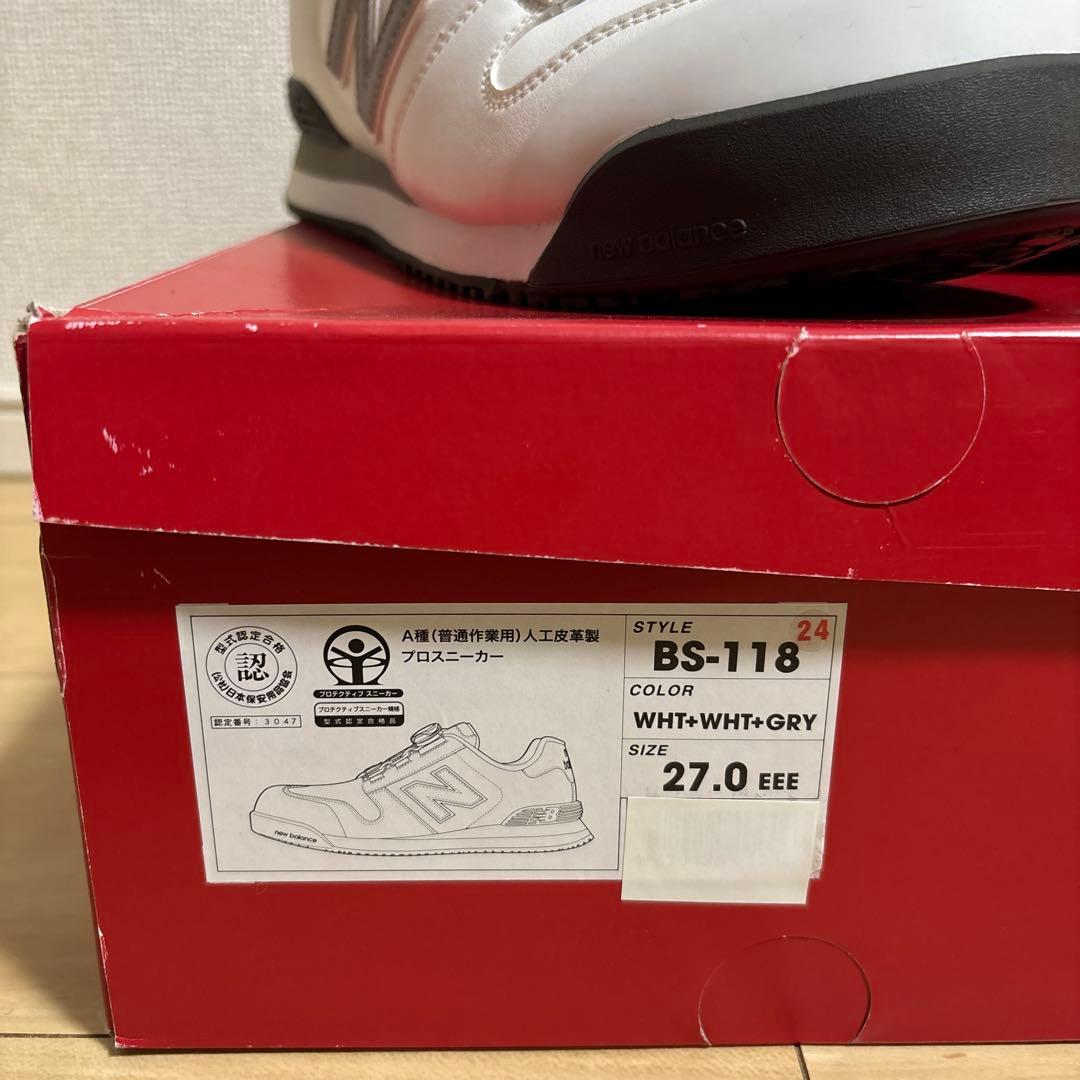 new balance
型式認定合格
認
(公社)日本保安用品協会
認定番号:3047
プロテクティブ スニーカー
プロテクティブスニーカー規格
型式認定合格品
A種(普通作業用)人工皮革製
プロスニーカー
N
new balance
NB
STYLE
24
BS-118
COLOR
WHT+WHT+GRY
SIZE
27.0 EEE